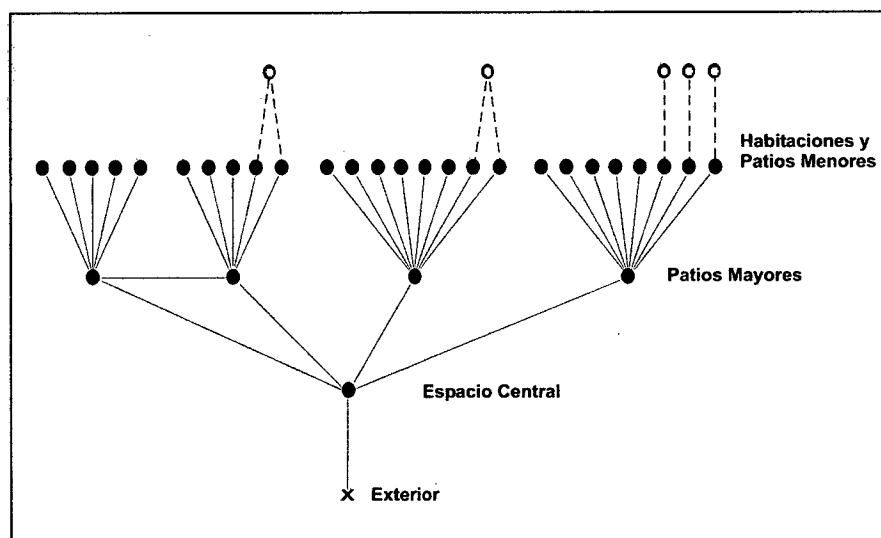 Habitaciones y
Patios Menores
Patios Mayores
Espacio Central
x Exterior